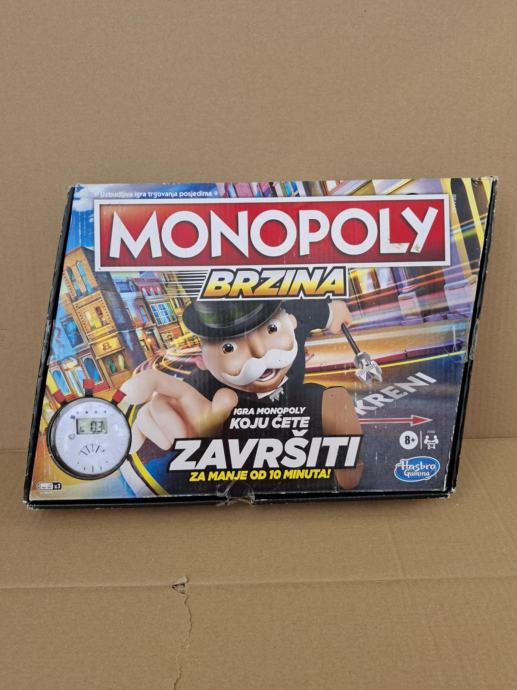 Uzbudljiva igra trgovanja posjedima
MONOPOLY
BRZINA
KRENI
IGRA MONOPOLY
KOJU ĆETE
ZAVRŠITI
ZA MANJE OD 10 MINUTA!
8+
Hasbro
Gaming
x3